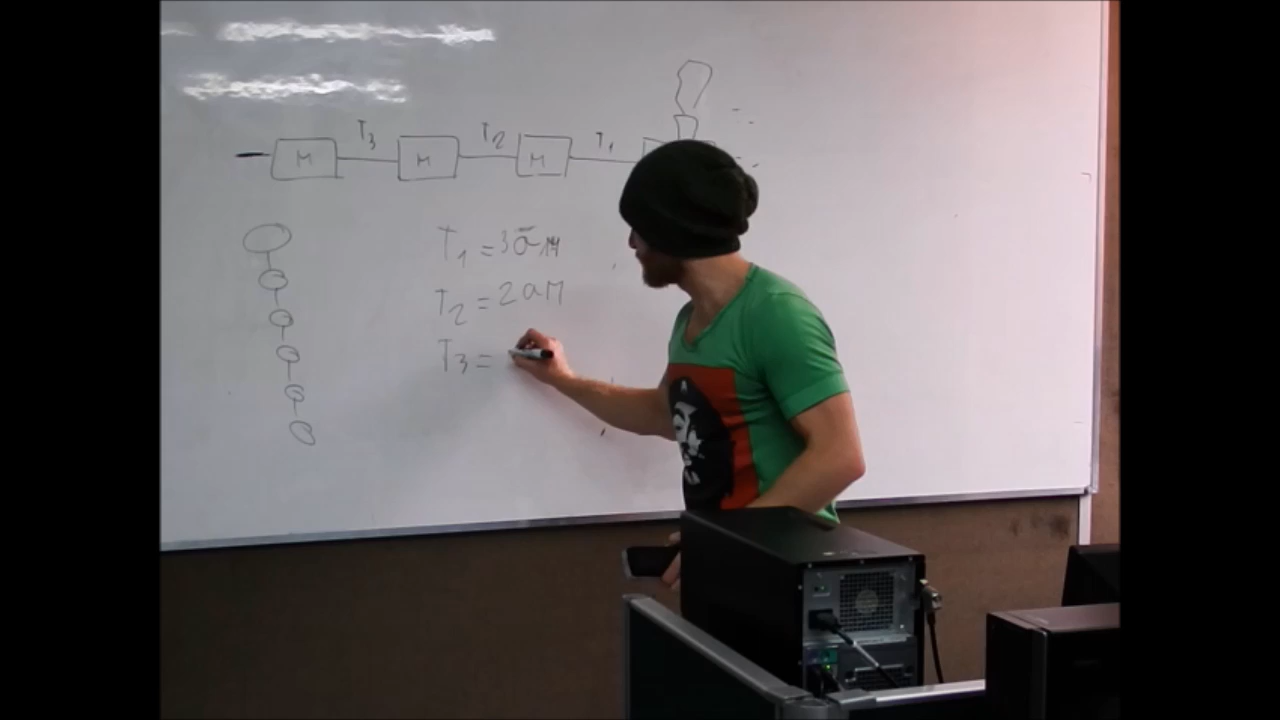 T3 T2 T1
M M M
T1 = 3am
T2 = 2aM
T3 =